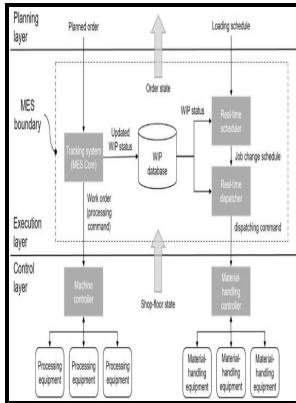 Planning
layer
Planned order
Loading schedule
Order state
MES
boundary
WIP status
Updated
WIP status
Tracking system
(MES Core)
WIP
database
Real-time
scheduler
Job change schedule
Real-time
dispatcher
Work order
(processing
command)
dispatching command
Execution
layer
Control
layer
Shop-floor state
Machine
controller
Material-
handling
controller
Processing
equipment
Processing
equipment
Processing
equipment
Material-
handling
equipment
Material-
handling
equipment
Material-
handling
equipment